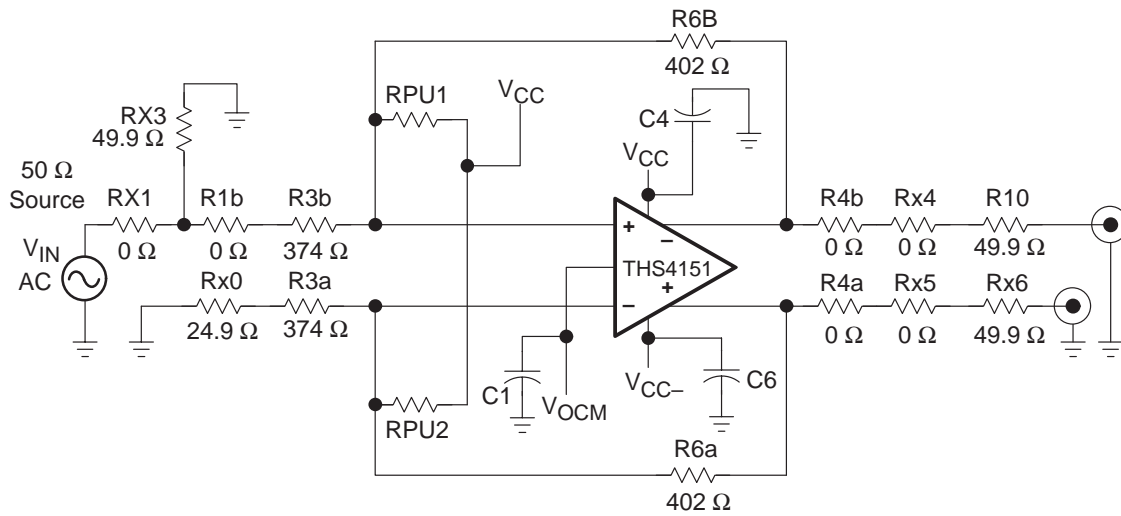 R6B
402 Ω
RPU1
VCC
RX3
49.9 Ω
C4
VCC
50 Ω
Source
RX1
R1b
R3b
R4b
Rx4
R10
+
−
0 Ω
0 Ω
374 Ω
0 Ω
0 Ω
49.9 Ω
VIN
AC
THS4151
Rx0
R3a
+
−
R4a
Rx5
Rx6
24.9 Ω
374 Ω
0 Ω
0 Ω
49.9 Ω
C1
VCC−
C6
VOCM
RPU2
R6a
402 Ω